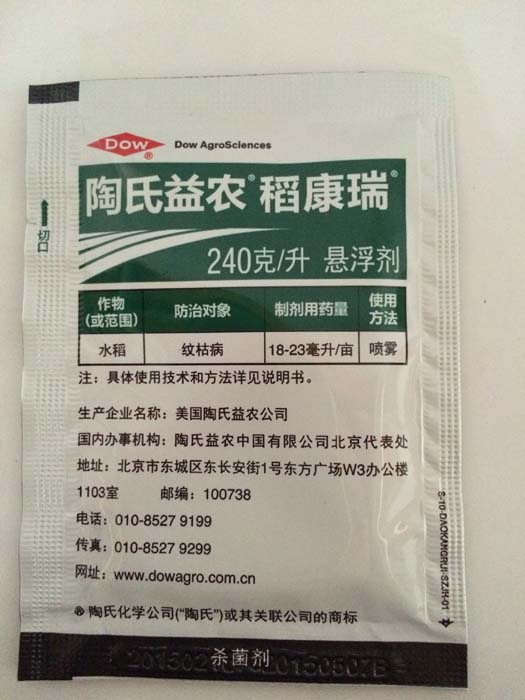 DOW® Dow AgroSciences
陶氏益农®稻康瑞®
240克/升 悬浮剂
切口
作物(或范围) 防治对象 制剂用药量 使用方法
水稻 纹枯病 18-23毫升/亩 喷雾
注：具体使用技术和方法详见说明书。
生产企业名称：美国陶氏益农公司
国内办事机构：陶氏益农中国有限公司北京代表处
地址：北京市东城区东长安街1号东方广场W3办公楼
1103室 邮编：100738
电话：010-8527 9199
传真：010-8527 9299
网址：www.dowagro.com.cn
®陶氏化学公司("陶氏")或其关联公司的商标
S-10-DAOKANGRUI-SZJH-01
杀菌剂